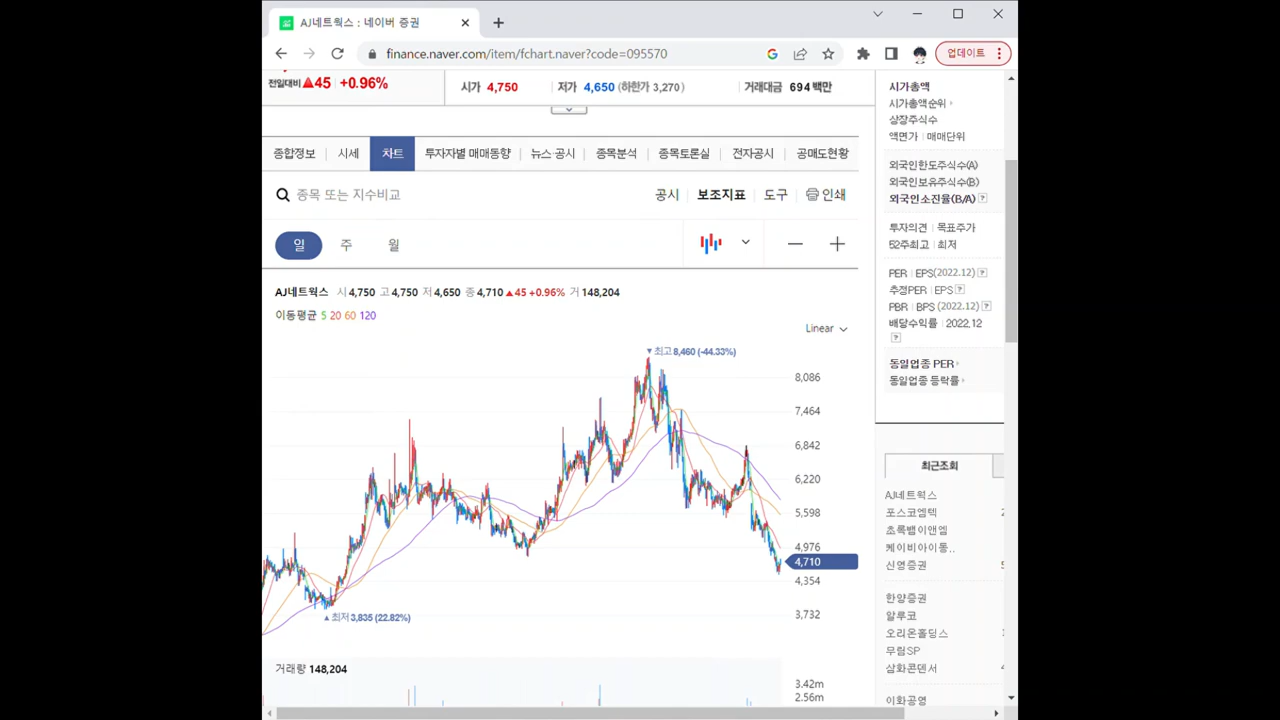 AJ네트웍스 : 네이버 증권
finance.naver.com/item/fchart.naver?code=095570
업데이트
전일대비 ▲45 +0.96%
시가 4,750 저가 4,650 (하한가 3,270) 거래대금 694 백만
종합정보 시세 차트 투자자별 매매동향 뉴스·공시 종목분석 종목토론실 전자공시 공매도현황
종목 또는 지수비교 공시 보조지표 도구 인쇄
일 주 월
AJ네트웍스 시 4,750 고 4,750 저 4,650 종 4,710 ▲45 +0.96% 거 148,204
이동평균 5 20 60 120
Linear
▼최고 8,460 (-44.33%)
8,086
7,464
6,842
6,220
5,598
4,976
4,710
4,354
3,732
▲최저 3,835 (22.82%)
거래량 148,204
3.42m
2.56m
시가총액
시가총액순위
상장주식수
액면가 | 매매단위
외국인한도주식수(A)
외국인보유주식수(B)
외국인소진율(B/A) ?
투자의견 | 목표주가
52주최고 | 최저
PER | EPS(2022.12) ?
추정PER | EPS ?
PBR | BPS (2022.12) ?
배당수익률 | 2022.12
?
동일업종 PER
동일업종 등락률
최근조회
AJ네트웍스
포스코엠텍
초록뱀이앤엠
케이비아이동..
신영증권
한양증권
알루코
오리온홀딩스
무림SP
삼화콘덴서
이화공영